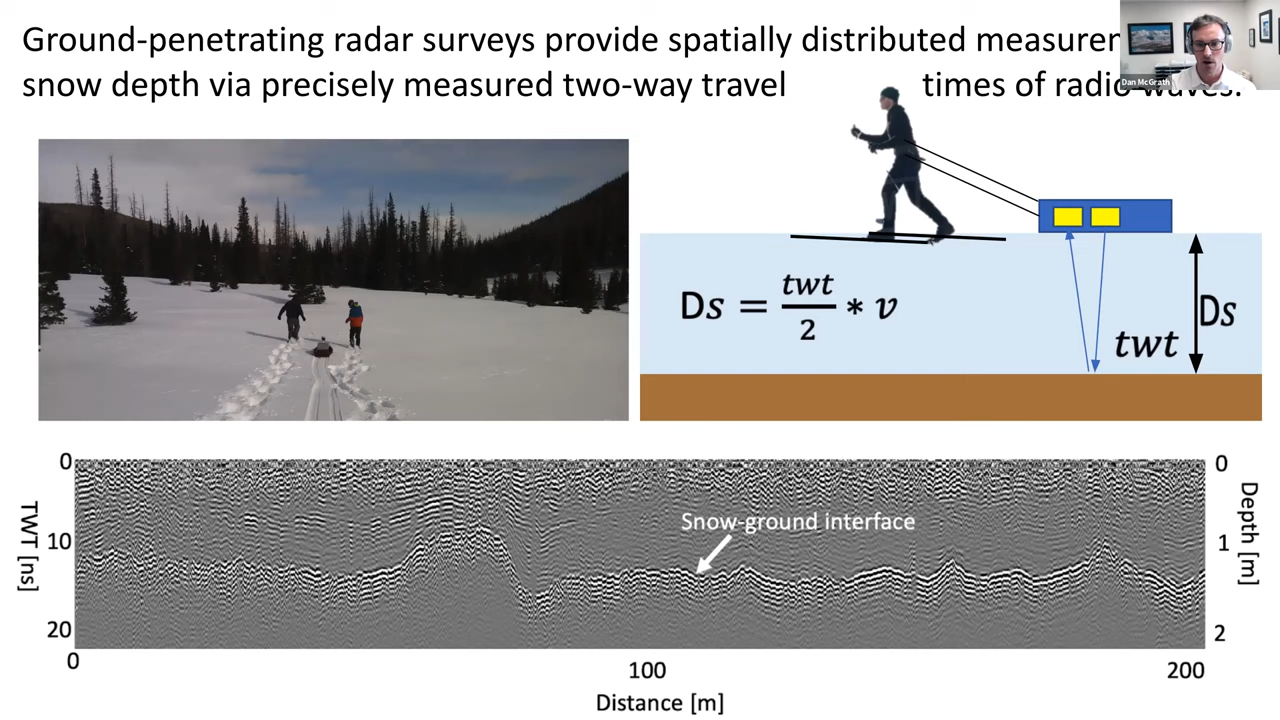 Ground-penetrating radar surveys provide spatially distributed
snow depth via precisely measured two-way travel times of radio waves.
Dan McGrath
Ds = twt/2 * v
Ds
twt
0
10
20
TWT [ns]
Snow-ground interface
0
1
2
Depth [m]
0
100
200
Distance [m]